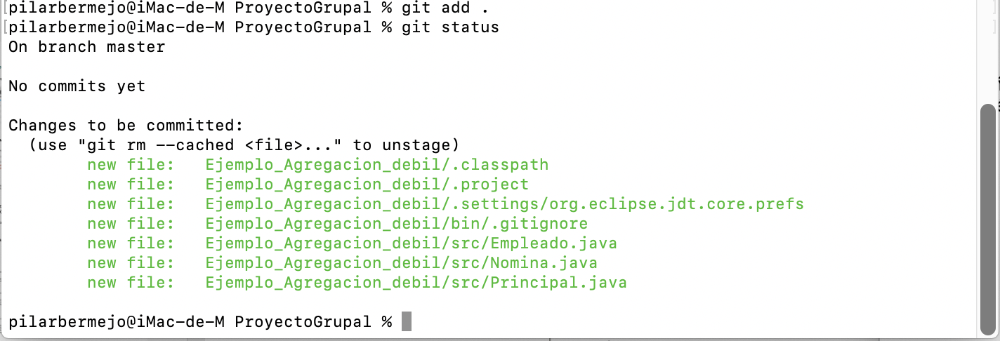 [pilarbermejo@iMac-de-M ProyectoGrupal % git add .
[pilarbermejo@iMac-de-M ProyectoGrupal % git status
On branch master
No commits yet
Changes to be committed:
(use "git rm --cached <file>..." to unstage)
new file: Ejemplo_Agregacion_debil/.classpath
new file: Ejemplo_Agregacion_debil/.project
new file: Ejemplo_Agregacion_debil/.settings/org.eclipse.jdt.core.prefs
new file: Ejemplo_Agregacion_debil/bin/.gitignore
new file: Ejemplo_Agregacion_debil/src/Empleado.java
new file: Ejemplo_Agregacion_debil/src/Nomina.java
new file: Ejemplo_Agregacion_debil/src/Principal.java
pilarbermejo@iMac-de-M ProyectoGrupal %